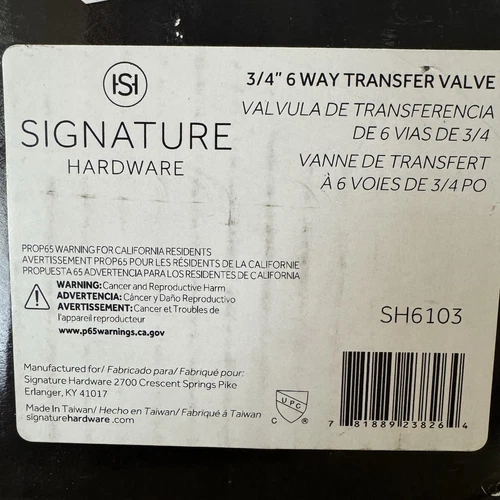 SH
SIGNATURE
HARDWARE
3/4" 6 WAY TRANSFER VALVE
VALVULA DE TRANSFERENCIA
DE 6 VIAS DE 3/4
VANNE DE TRANSFERT
À 6 VOIES DE 3/4 PO
PROP65 WARNING FOR CALIFORNIA RESIDENTS
AVERTISSEMENT PROP65 POUR LES RÉSIDENTS DE LA CALIFORNIE
PROPUESTA 65 ADVERTENCIA PARA LOS RESIDENTES DE CALIFORNIA
WARNING: Cancer and Reproductive Harm
ADVERTENCIA: Câncer y Daño Reproductivo
AVERTISSEMENT: Cancer et Troubles de
l'appareil reproducteur
www.p65warnings.ca.gov
SH6103
Manufactured for/ Fabricado para/ Fabriqué pour:
Signature Hardware 2700 Crescent Springs Pike
Erlanger, KY 41017
Made In Taiwan/ Hecho en Taiwán/ Fabriqué à Taiwan
signaturehardware .com
UPC
C ®
7 81889 23826 4